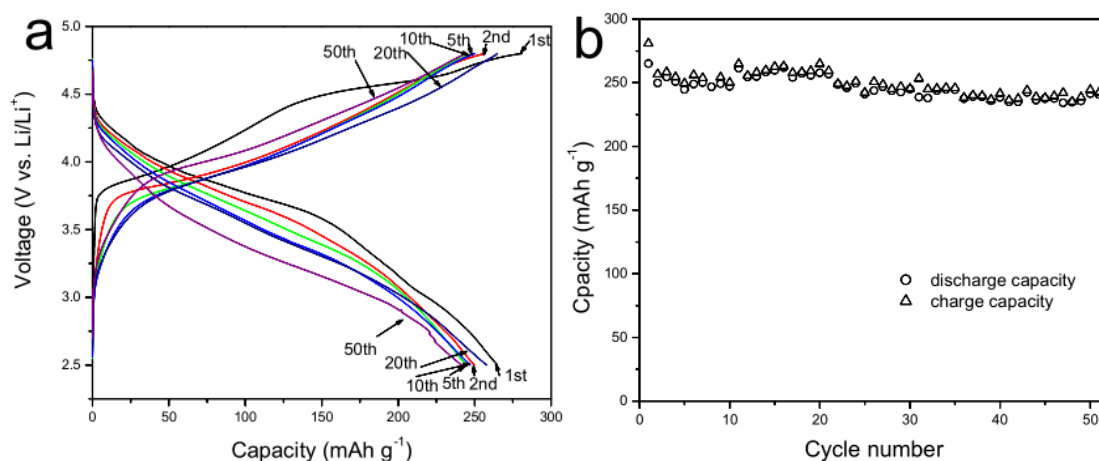 a
5.0
4.5
4.0
3.5
3.0
2.5
Voltage (V vs. Li/Li⁺)
0
50
100
150
200
250
300
Capacity (mAh g⁻¹)
50th
20th
10th
5th
2nd
1st
50th
20th
10th
5th
2nd
1st
b
300
250
200
150
100
50
0
Cpacity (mAh g⁻¹)
discharge capacity
charge capacity
0
10
20
30
40
50
Cycle number